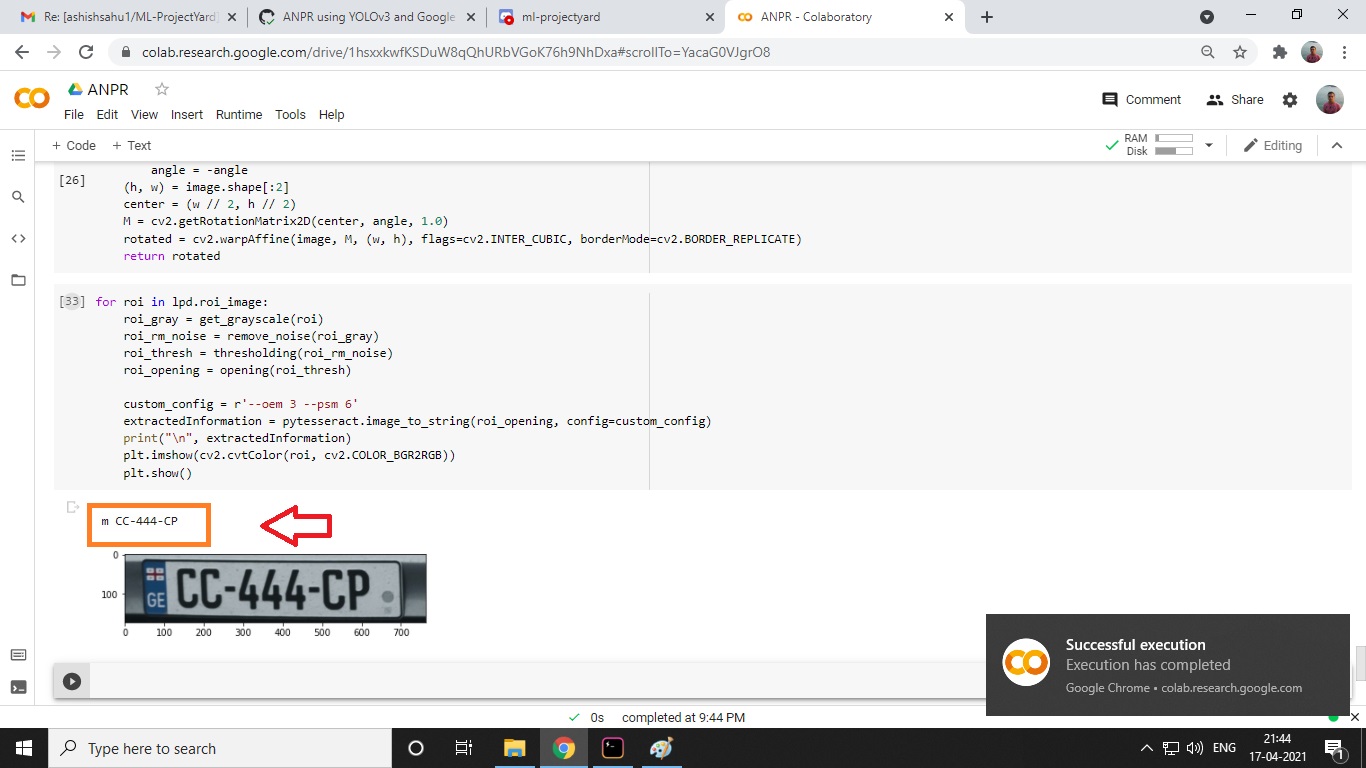 Re: [ashishsahu1/ML-ProjectYard]
ANPR using YOLOv3 and Google
ml-projectyard
ANPR - Colaboratory
colab.research.google.com/drive/1hsxxkwfKSDuW8qQhURbVGoK76h9NhDxa#scrollTo=YacaG0VJgrO8
ANPR
File Edit View Insert Runtime Tools Help
Comment
Share
+ Code + Text
RAM
Disk
Editing
angle = -angle
[26]
(h, w) = image.shape[:2]
center = (w // 2, h // 2)
M = cv2.getRotationMatrix2D(center, angle, 1.0)
rotated = cv2.warpAffine(image, M, (w, h), flags=cv2.INTER_CUBIC, borderMode=cv2.BORDER_REPLICATE)
return rotated
[33] for roi in lpd.roi_image:
roi_gray = get_grayscale(roi)
roi_rm_noise = remove_noise(roi_gray)
roi_thresh = thresholding(roi_rm_noise)
roi_opening = opening(roi_thresh)
custom_config = r'--oem 3 --psm 6'
extractedInformation = pytesseract.image_to_string(roi_opening, config=custom_config)
print("\n", extractedInformation)
plt.imshow(cv2.cvtColor(roi, cv2.COLOR_BGR2RGB))
plt.show()
m CC-444-CP
0
100
GE CC-444-CP
0 100 200 300 400 500 600 700
Successful execution
Execution has completed
Google Chrome • colab.research.google.com
0s completed at 9:44 PM
Type here to search
ENG
21:44
17-04-2021
1